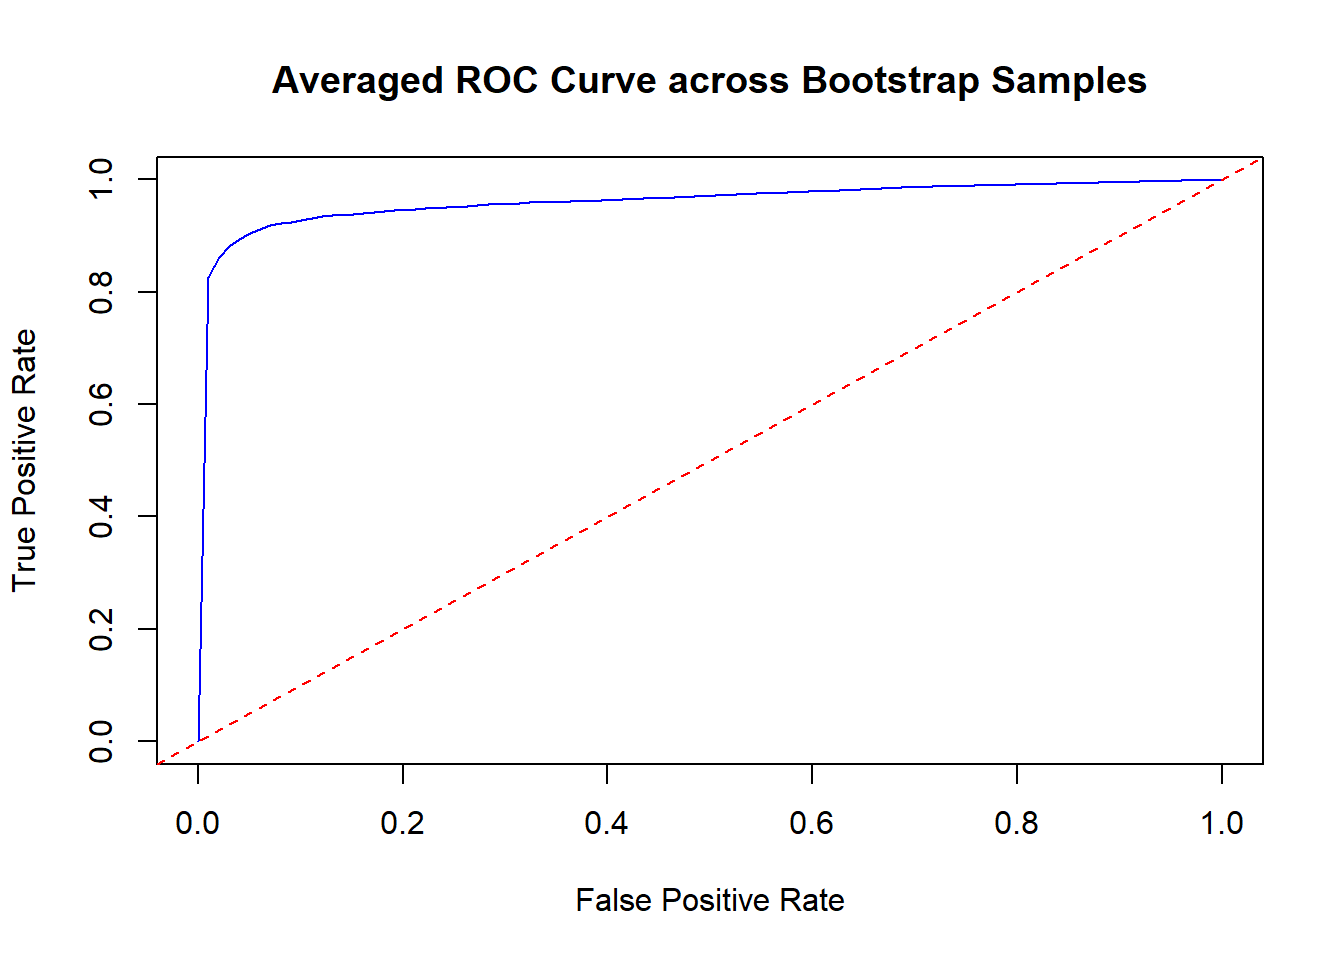 Averaged ROC Curve across Bootstrap Samples
True Positive Rate
1.0
0.8
0.6
0.4
0.2
0.0
0.0 0.2 0.4 0.6 0.8 1.0
False Positive Rate